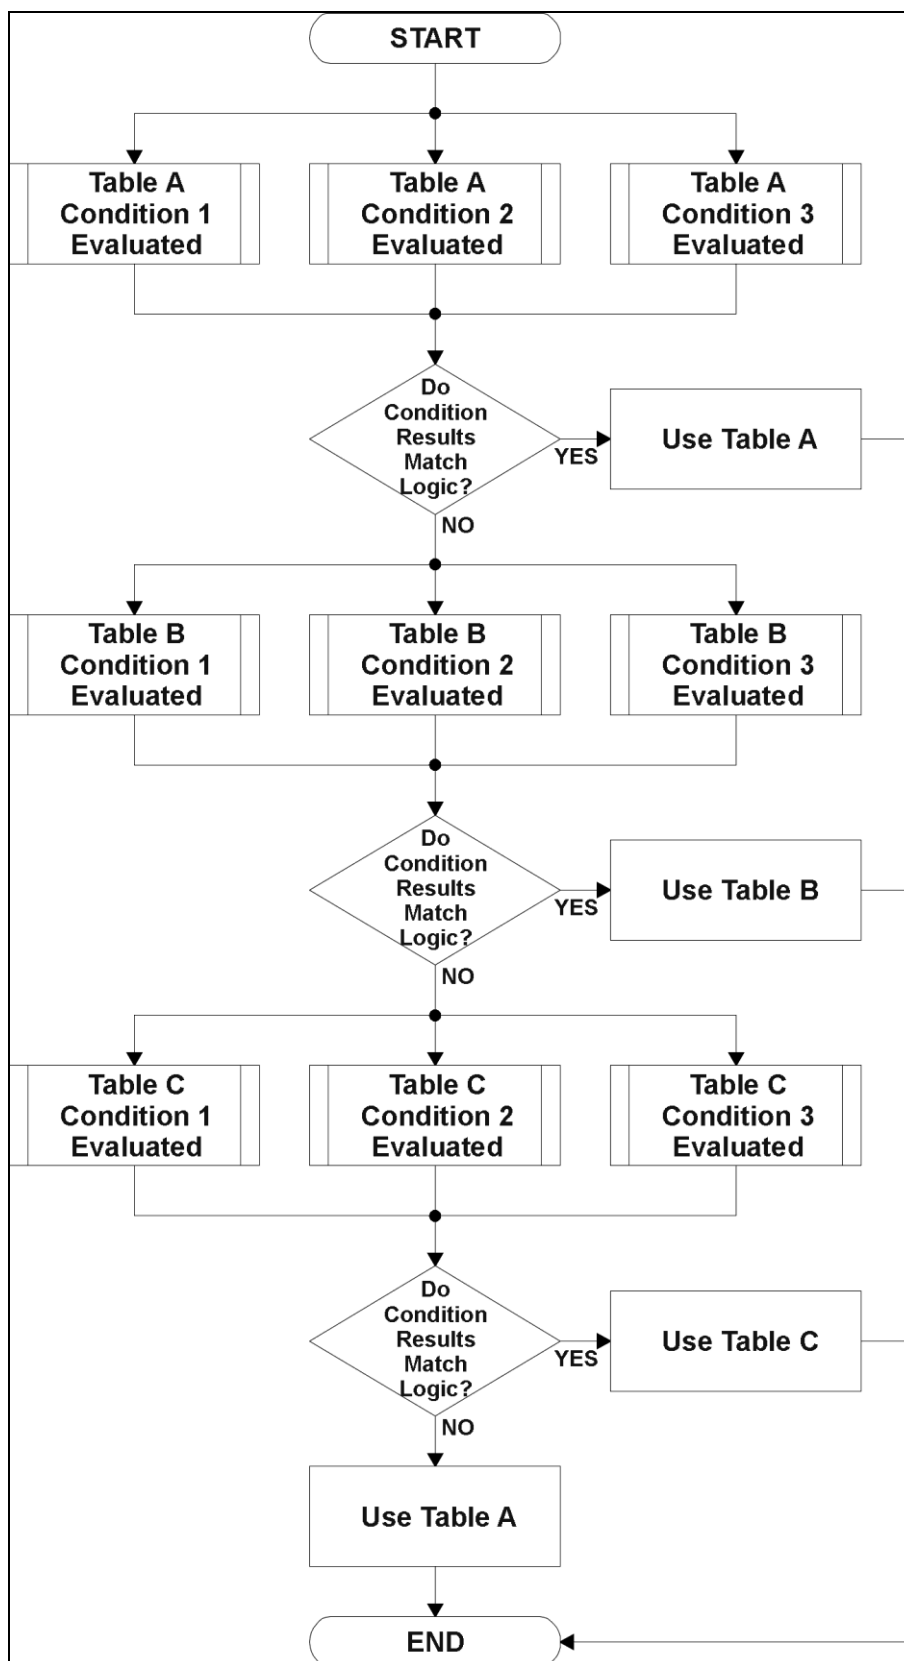 START
Table A
Condition 1
Evaluated
Table A
Condition 2
Evaluated
Table A
Condition 3
Evaluated
Do
Condition
Results
Match
Logic?
YES
Use Table A
NO
Table B
Condition 1
Evaluated
Table B
Condition 2
Evaluated
Table B
Condition 3
Evaluated
Do
Condition
Results
Match
Logic?
YES
Use Table B
NO
Table C
Condition 1
Evaluated
Table C
Condition 2
Evaluated
Table C
Condition 3
Evaluated
Do
Condition
Results
Match
Logic?
YES
Use Table C
NO
Use Table A
END